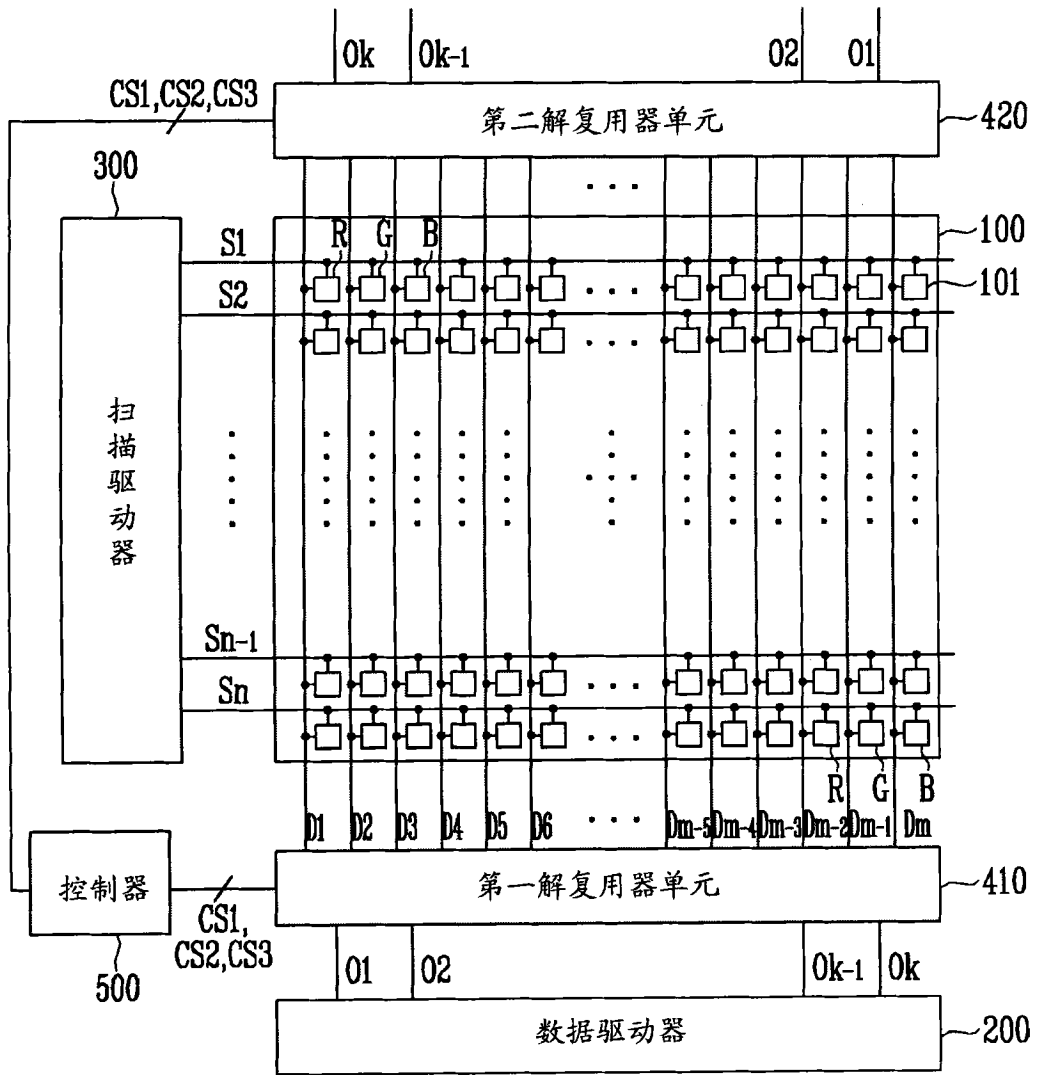 Ok Ok-1 O2 O1
CS1,CS2,CS3
第二解复用器单元
420
300
R G B
100
S1
101
S2
扫描驱动器
Sn-1
Sn
R G B
D1 D2 D3 D4 D5 D6 Dm-5 Dm-4 Dm-3 Dm-2 Dm-1 Dm
控制器
第一解复用器单元
410
CS1,
CS2,CS3
500
O1 O2 Ok-1 Ok
数据驱动器
200